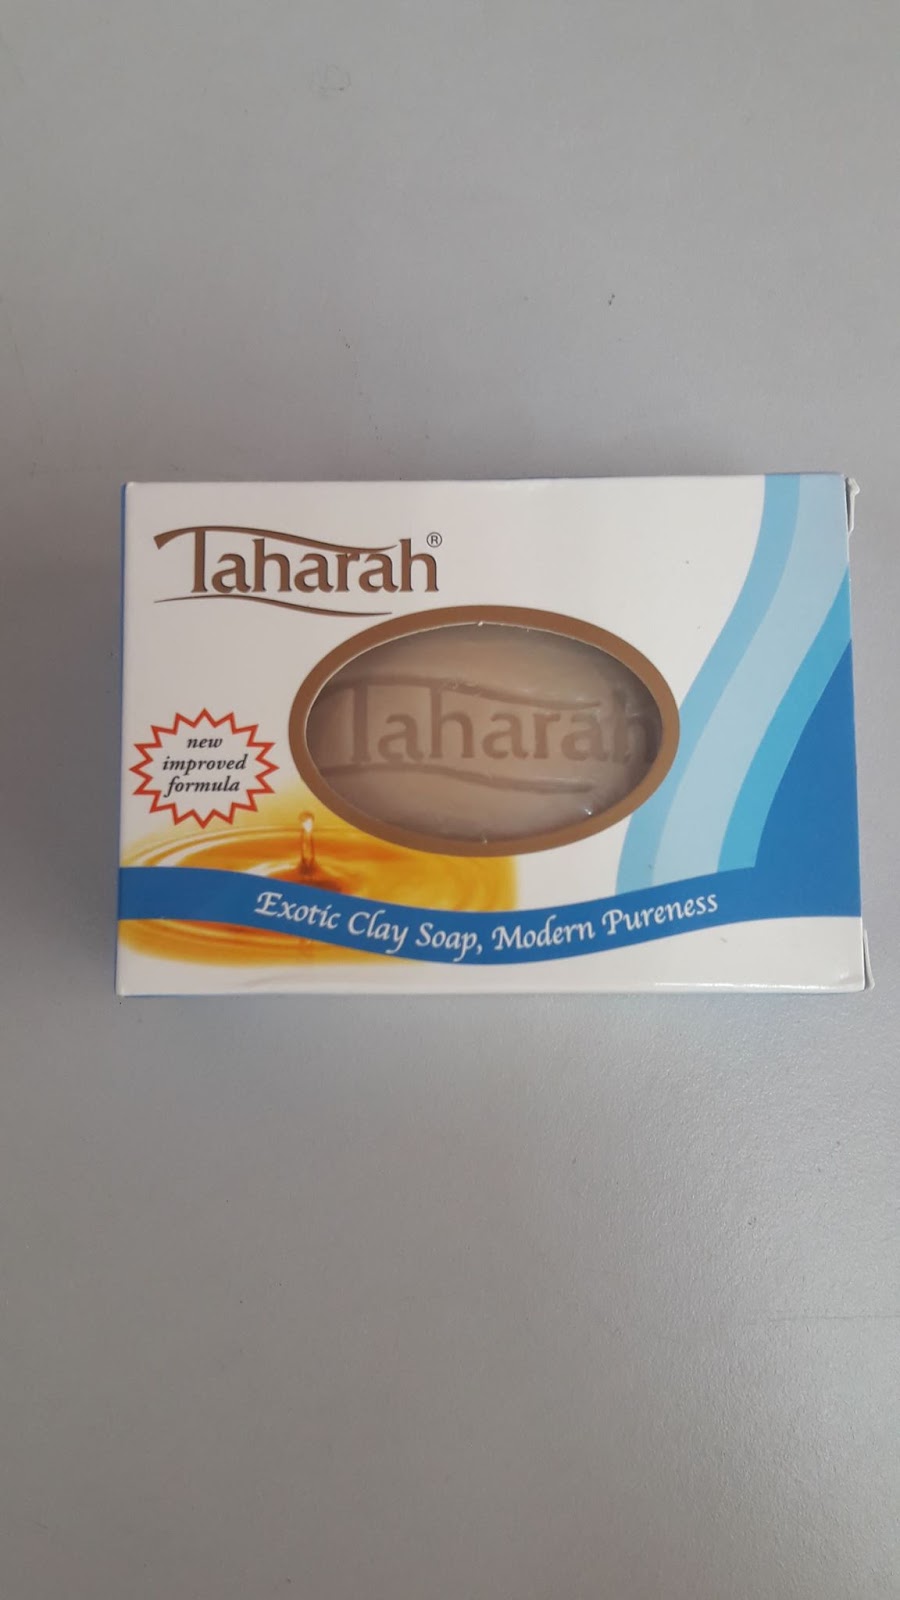 Taharah®
Taharah
new
improved
formula
Exotic Clay Soap, Modern Pureness